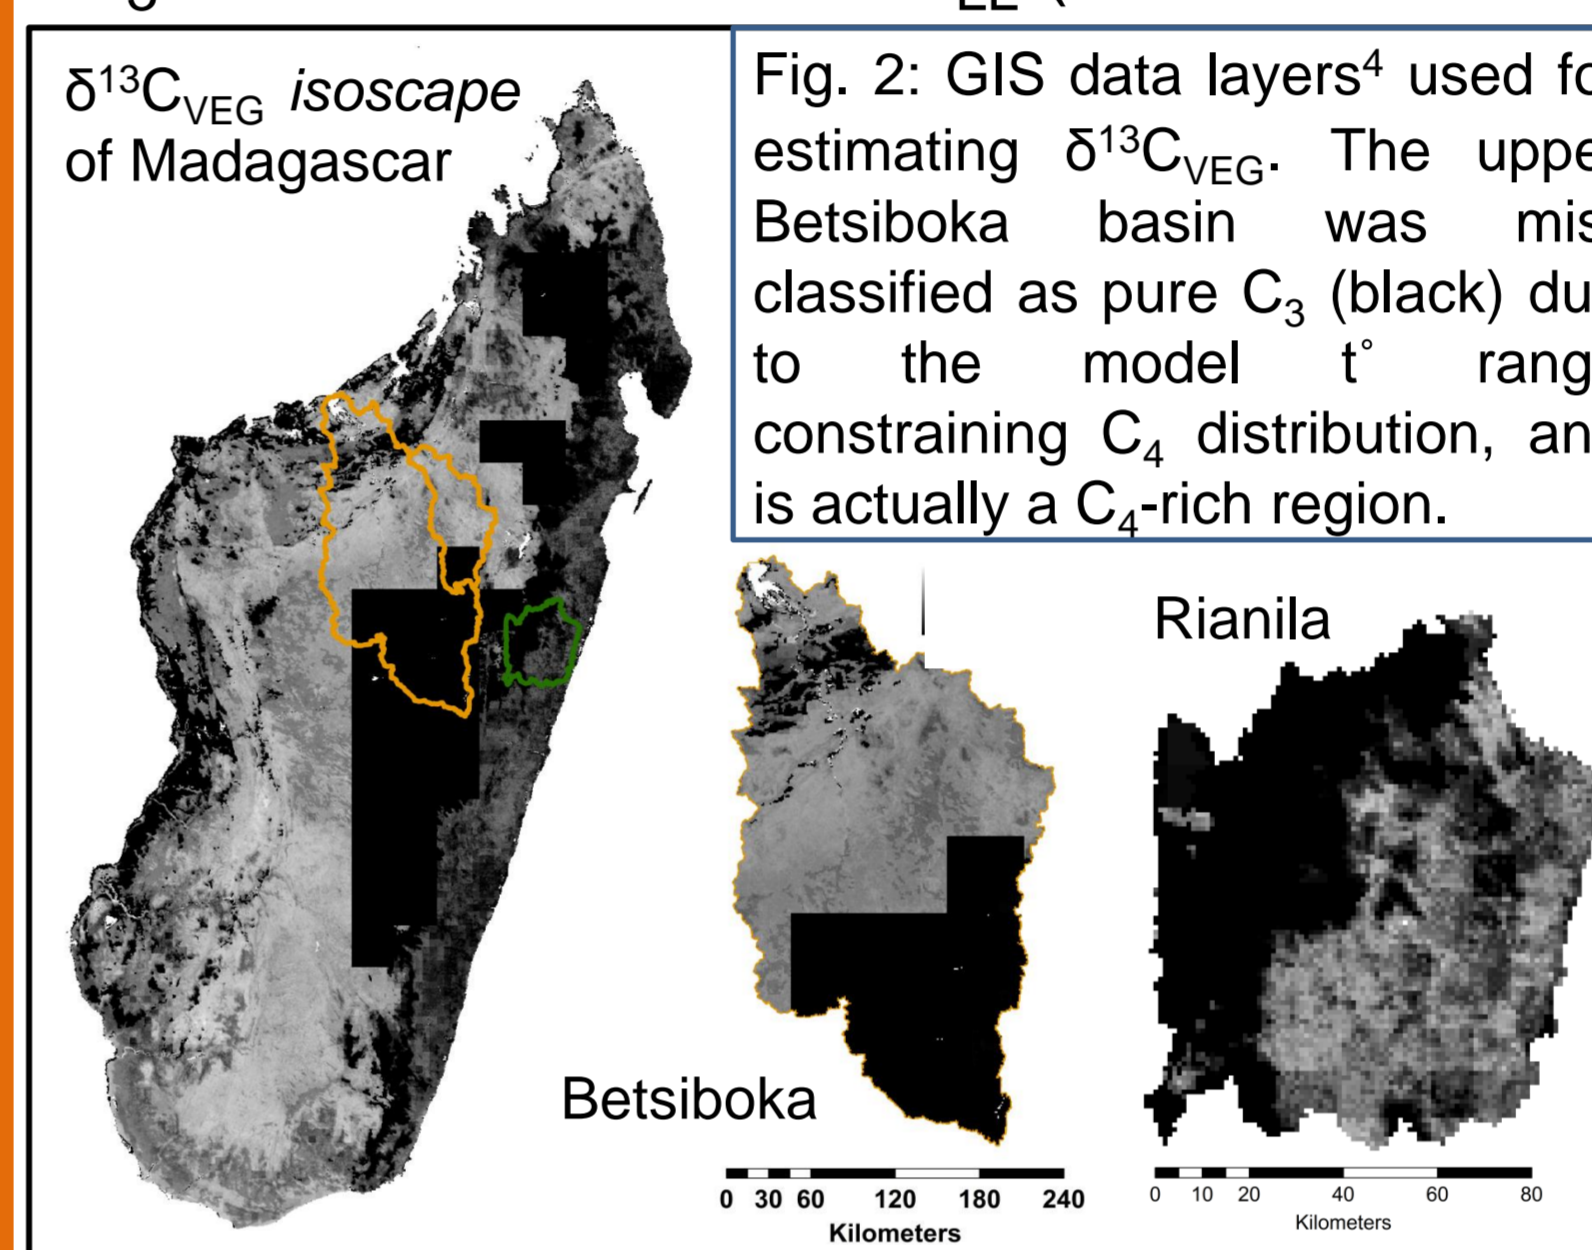 δ¹³C_VEG isoscape
of Madagascar
Fig. 2: GIS data layers⁴ used fo
estimating δ¹³C_VEG. The uppe
Betsiboka basin was mis
classified as pure C₃ (black) du
to the model t° rang
constraining C₄ distribution, an
is actually a C₄-rich region.
Rianila
Betsiboka
0 30 60 120 180 240
Kilometers
0 10 20 40 60 80
Kilometers